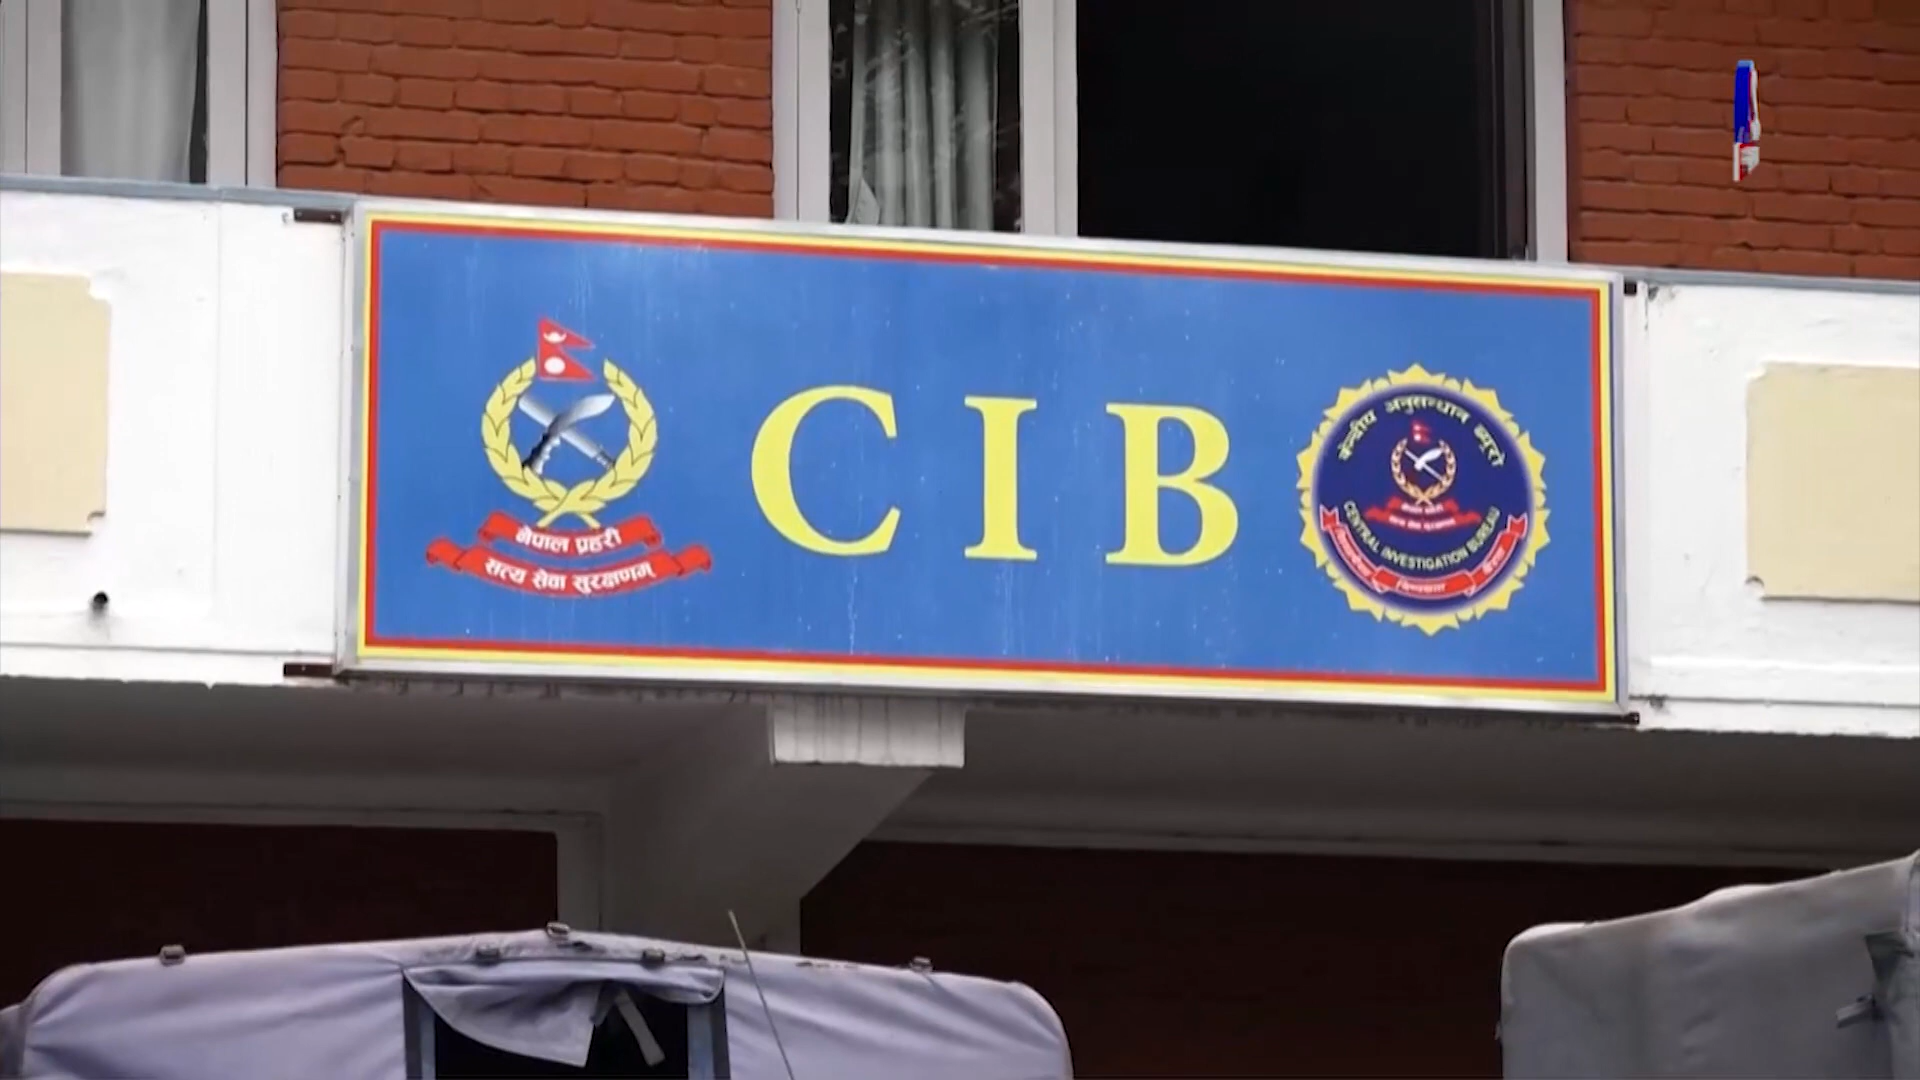 नेपाल प्रहरी
सत्य सेवा सुरक्षणम्
CIB
केन्द्रीय अनुसन्धान ब्यूरो
CENTRAL INVESTIGATION BUREAU